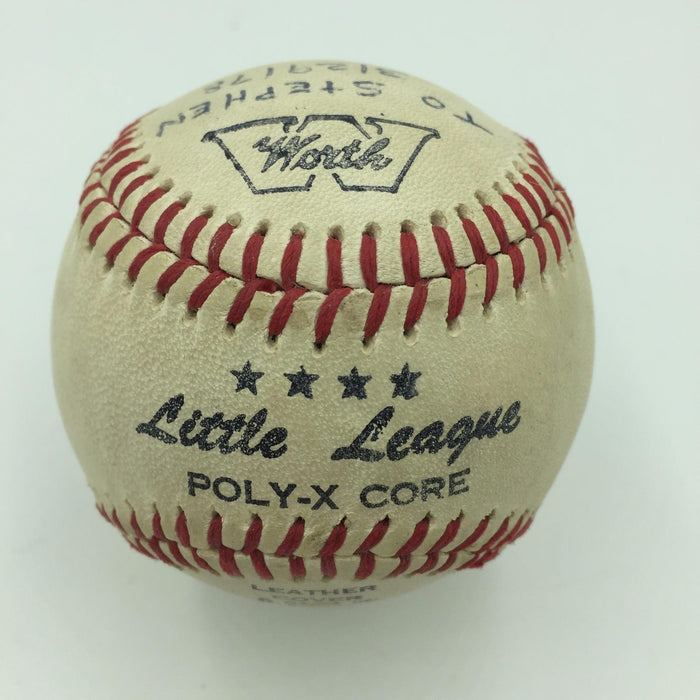 TO STEPHEN
3/29/78
Worth
Little League
POLY-X CORE
LEATHER
COVER